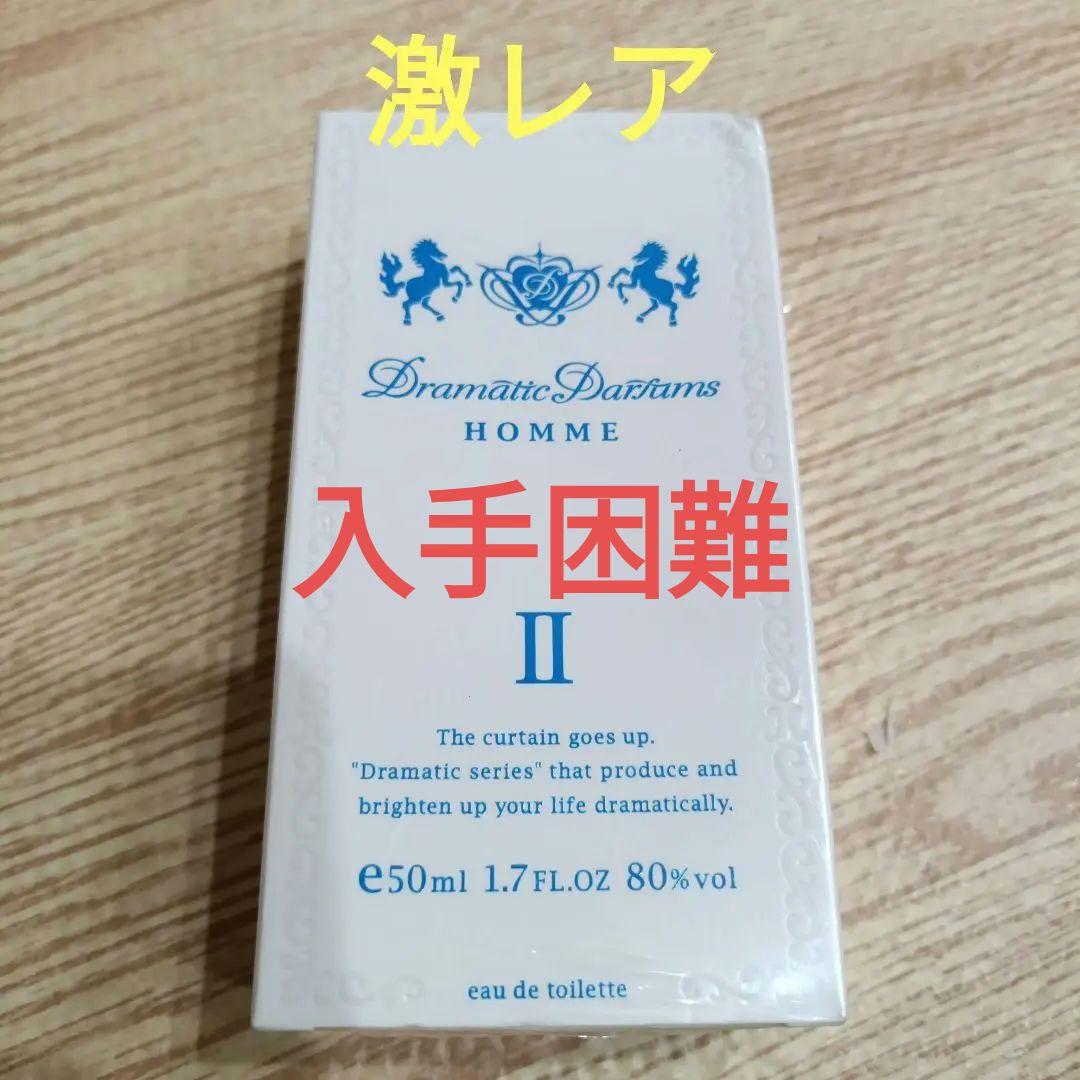 激レア
Dramatic Parfums
HOMME
入手困難
II
The curtain goes up.
"Dramatic series" that produce and
brighten up your life dramatically.
e50ml 1.7FL.OZ 80%vol
eau de toilette